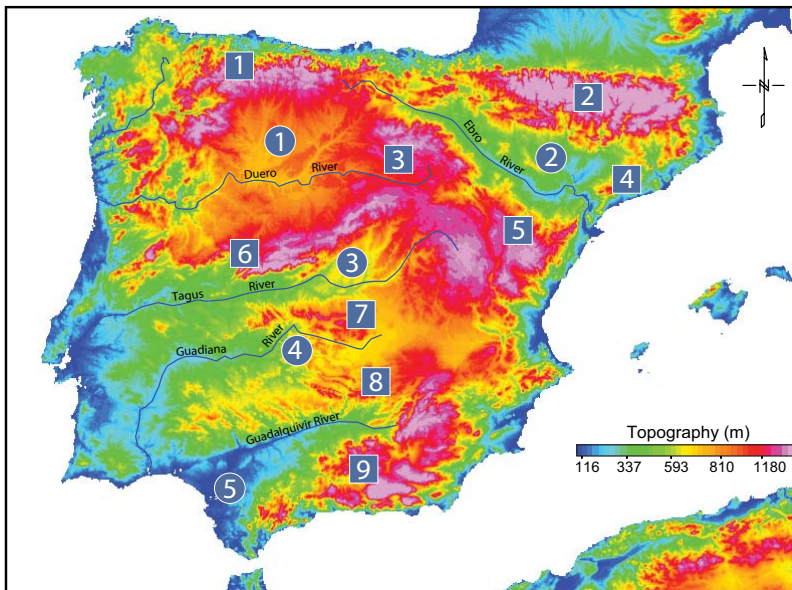 1
2
N
1
Ebro River
2
3
4
Duero River
5
6
3
Tagus River
7
Guadiana River
4
8
Guadalquivir River
Topography (m)
116 337 593 810 1180
9
5